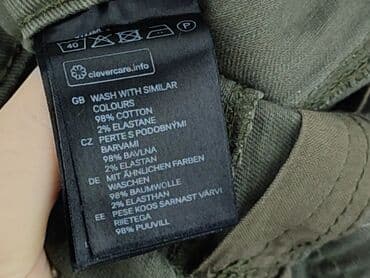 40
P
clevercare.info
GB WASH WITH SIMILAR
COLOURS
98% COTTON
2% ELASTANE
CZ PERTE S PODOBNÝMI
BARVAMI
98% BAVLNA
2% ELASTAN
DE MIT ÄHNLICHEN FARBEN
WASCHEN
98% BAUMWOLLE
2% ELASTHAN
EE PESE KOOS SARNAST VÄRVI
RIIETEGA
98% PUUVILL